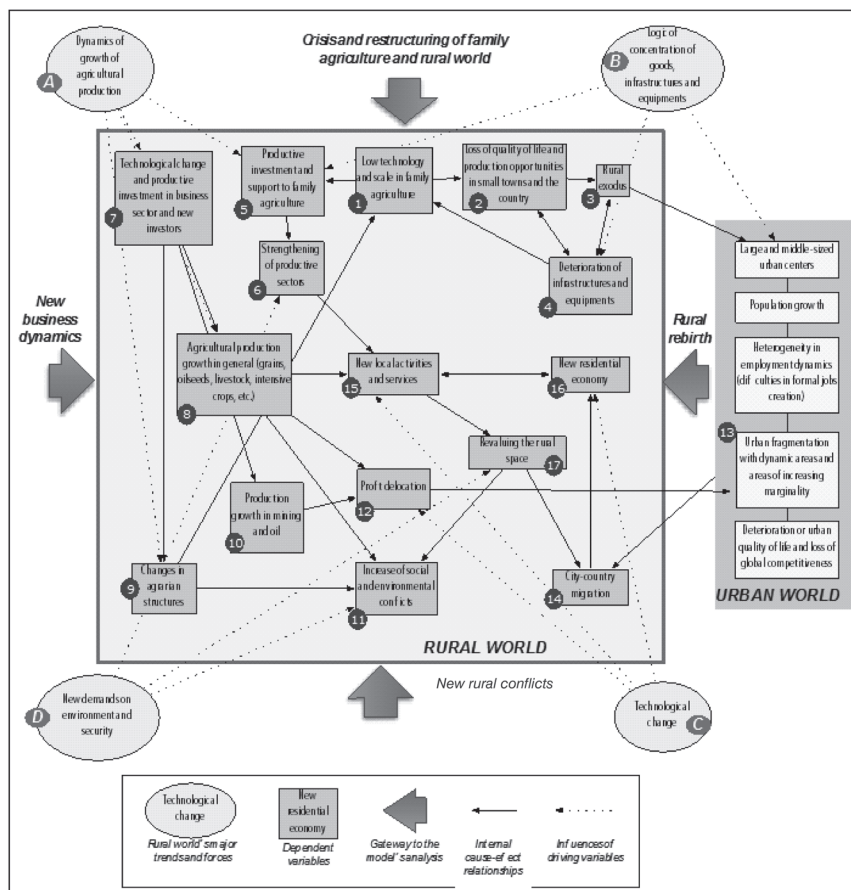 Dynamics of
growth of
agricultural
production
A
Crisis and restructuring of family
agriculture and rural world
Logic of
concentration of
goods,
infrastructures and
equipments
B
Technological change
and productive
investment in business
sector and new
investors
7
Productive
investment and
support to family
agriculture
5
Low technology
and scale in family
agriculture
1
Loss of quality of life and
production opportunities
in small towns and the
country
2
Rural
exodus
3
Strengthening
of productive
sectors
6
Deterioration of
infrastructures and
equipments
4
Large and middle-sized
urban centers
Population growth
Heterogeneity in
employment dynamics
(dif culties in formal jobs
creation)
13
Urban fragmentation
with dynamic areas and
areas of increasing
marginality
Deterioration or urban
quality of life and loss of
global competitiveness
URBAN WORLD
New
business
dynamics
Rural
rebirth
Agricultural production
growth in general (grains,
oilseeds, livestock, intensive
crops, etc.)
8
New local activities
and services
15
New residential
economy
16
Revaluing the rural
space
17
Production
growth in mining
and oil
10
Profit delocation
12
Changes in
agrarian
structures
9
Increase of social
and environmental
conflicts
11
City-country
migration
14
RURAL WORLD
New rural conflicts
New demands on
environment and
security
D
Technological
change
C
Technological
change
Rural world's major
trends and forces
New
residential
economy
Dependent
variables
Gateway to the
model's analysis
Internal
cause-ef ect
relationships
Influences of
driving variables